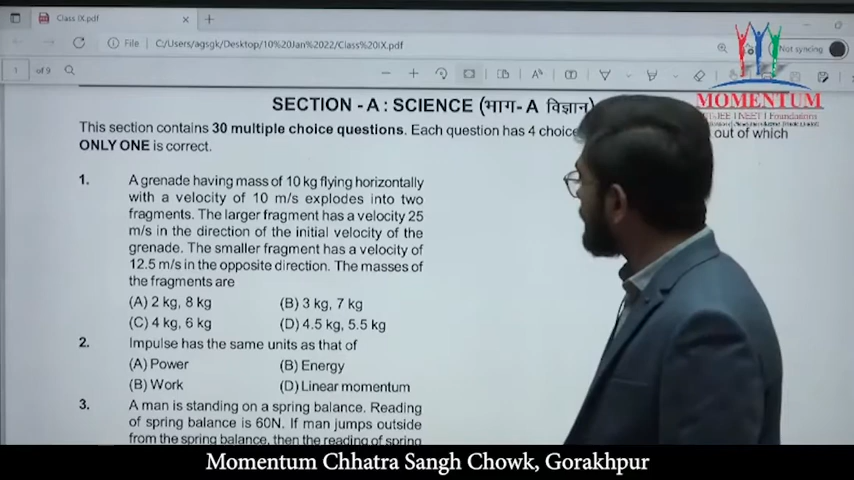 Class IX.pdf
File
C:/Users/agsgk/Desktop/10%20Jan%2022/Class%20IX.pdf
Not syncing
1
of 9
MOMENTUM
SECTION - A : SCIENCE (भाग- A विज्ञान)
This section contains 30 multiple choice questions. Each question has 4 choice out of which
ONLY ONE is correct.
1. A grenade having mass of 10 kg flying horizontally
with a velocity of 10 m/s explodes into two
fragments. The larger fragment has a velocity 25
m/s in the direction of the initial velocity of the
grenade. The smaller fragment has a velocity of
12.5 m/s in the opposite direction. The masses of
the fragments are
(A) 2 kg, 8 kg (B) 3 kg, 7 kg
(C) 4 kg, 6 kg (D) 4.5 kg, 5.5 kg
2. Impulse has the same units as that of
(A) Power (B) Energy
(B) Work (D) Linear momentum
3. A man is standing on a spring balance. Reading
of spring balance is 60N. If man jumps outside
from the spring balance, then the reading of spring
Momentum Chhatra Sangh Chowk, Gorakhpur